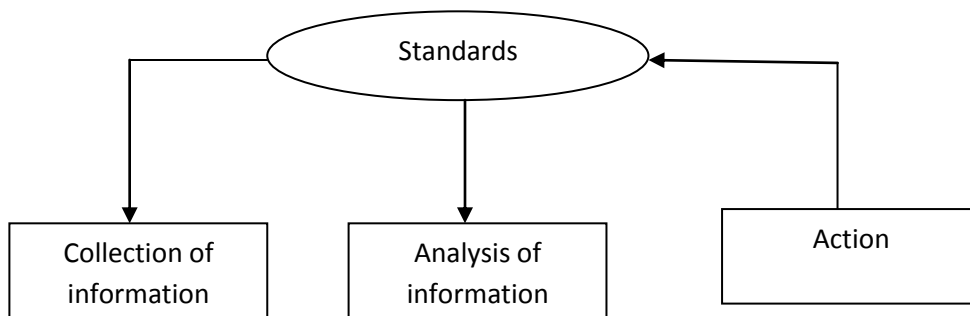 Standards
Collection of
information
Analysis of
information
Action